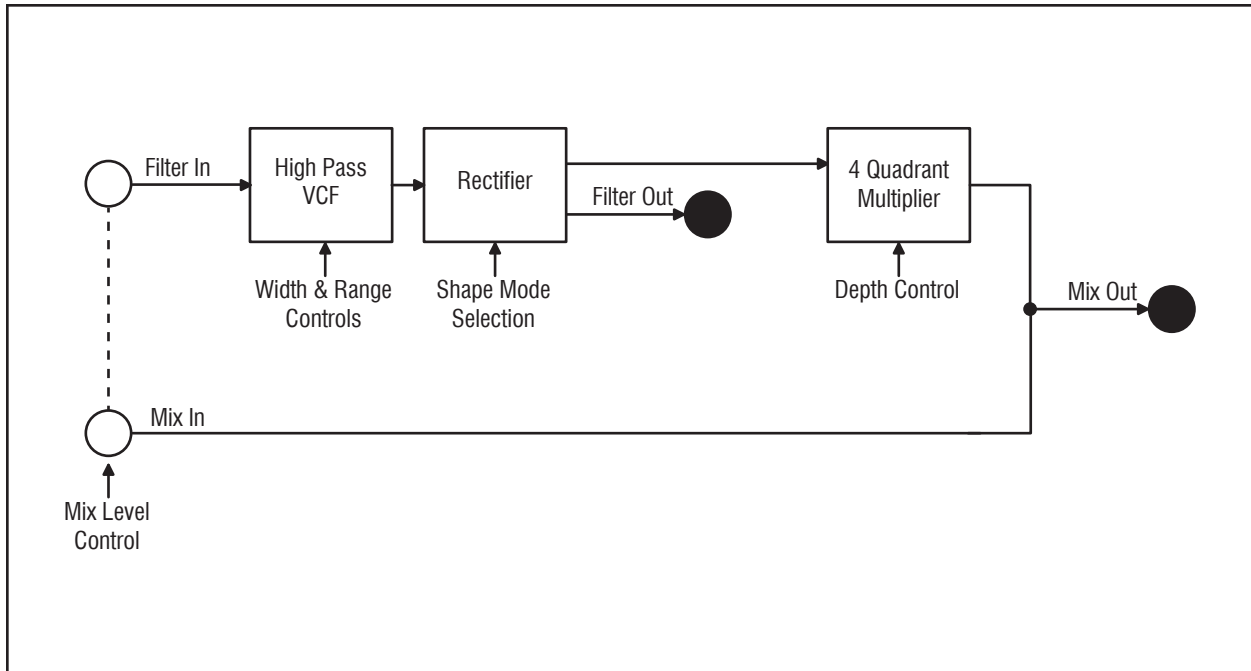 Filter In
High Pass
VCF
Rectifier
Filter Out
4 Quadrant
Multiplier
Width & Range
Controls
Shape Mode
Selection
Depth Control
Mix Out
Mix In
Mix Level
Control